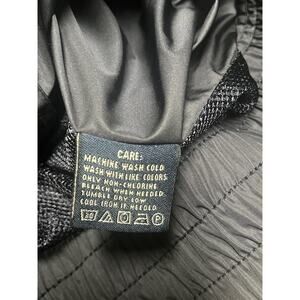 CARE:
MACHINE WASH COLD
WASH WITH LIKE COLORS
ONLY NON-CHLORINE
BLEACH WHEN NEEDED
TUMBLE DRY LOW
COOL IRON IF NEEDED